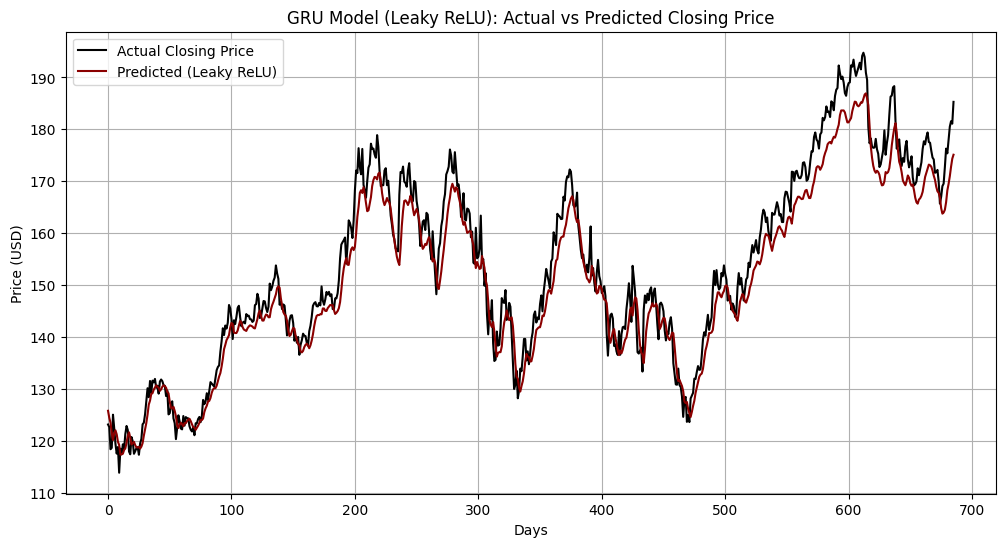 GRU Model (Leaky ReLU): Actual vs Predicted Closing Price
Actual Closing Price
Predicted (Leaky ReLU)
Price (USD)
190
180
170
160
150
140
130
120
110
0 100 200 300 400 500 600 700
Days